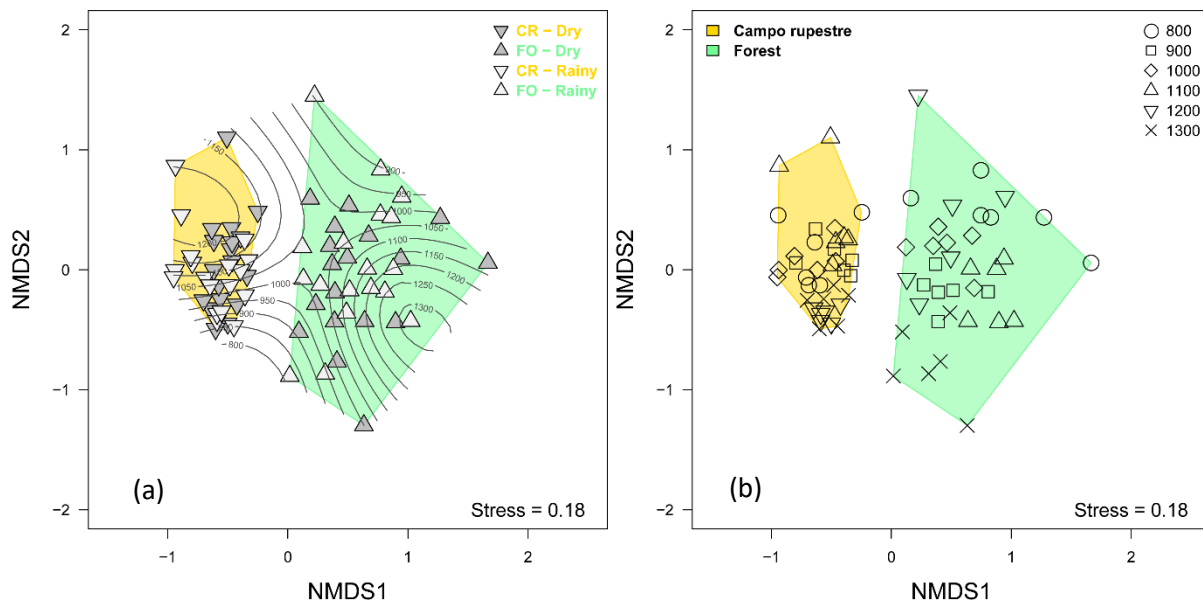 CR – Dry
FO – Dry
CR – Rainy
FO – Rainy
2
1
0
−1
−2
NMDS2
1150
1200
1050
950
900
800
1000
900
950
1000
1050
1100
1150
1200
1250
1300
(a)
Stress = 0.18
−1
0
1
2
NMDS1
Campo rupestre
Forest
800
900
1000
1100
1200
1300
2
1
0
−1
−2
NMDS2
(b)
Stress = 0.18
−1
0
1
2
NMDS1